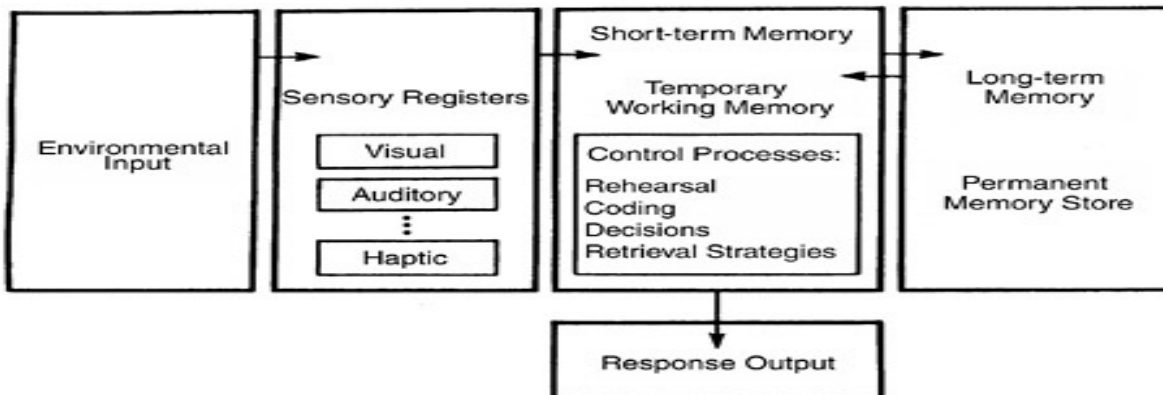 Environmental
Input
Sensory Registers
Visual
Auditory
Haptic
Short-term Memory
Temporary
Working Memory
Control Processes:
Rehearsal
Coding
Decisions
Retrieval Strategies
Long-term
Memory
Permanent
Memory Store
Response Output